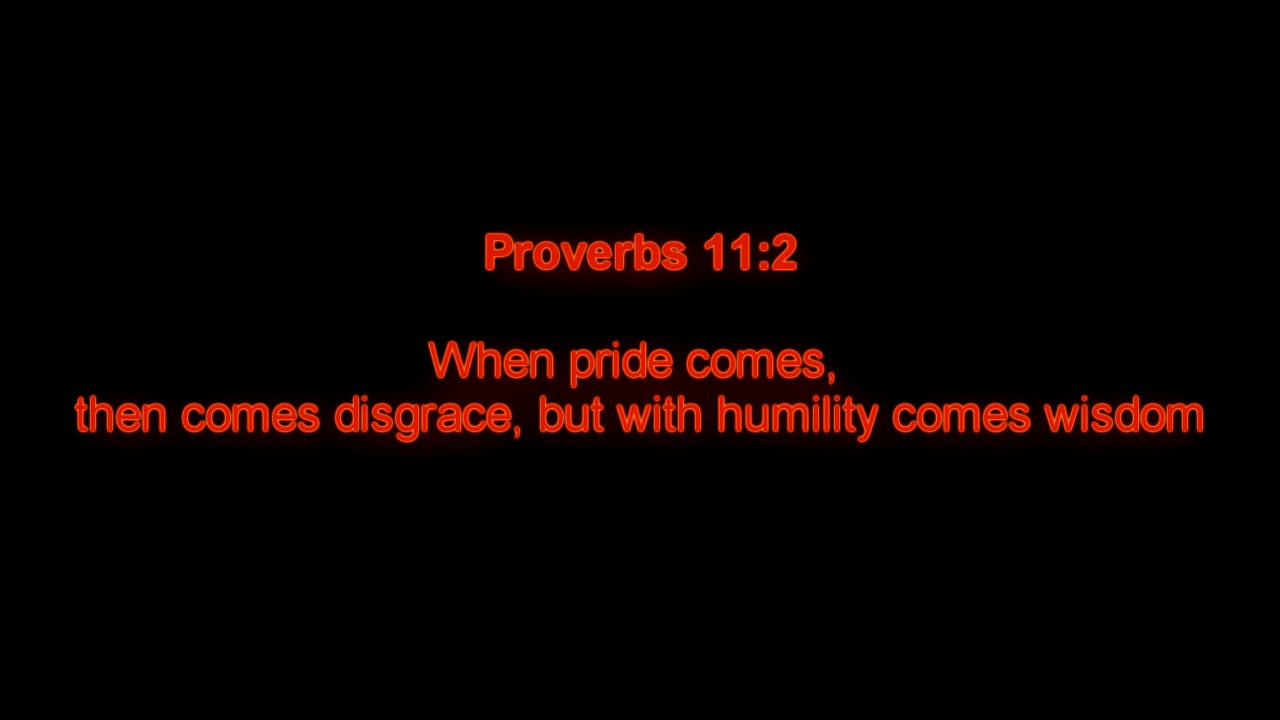 Proverbs 11:2
When pride comes,
then comes disgrace, but with humility comes wisdom